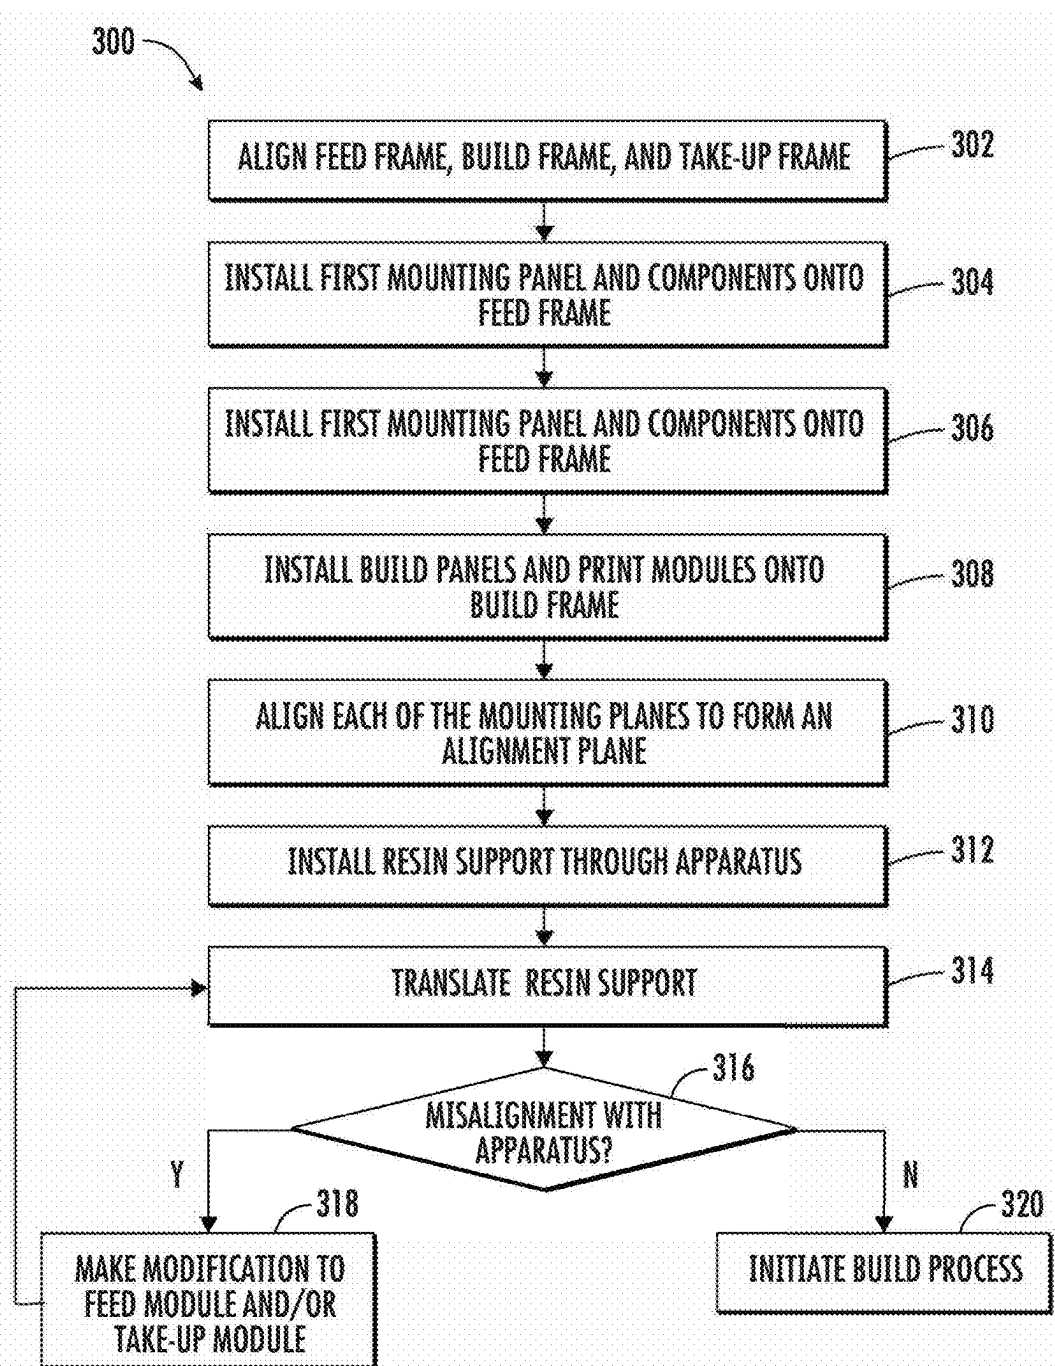 300
ALIGN FEED FRAME, BUILD FRAME, AND TAKE-UP FRAME
302
INSTALL FIRST MOUNTING PANEL AND COMPONENTS ONTO
FEED FRAME
304
INSTALL FIRST MOUNTING PANEL AND COMPONENTS ONTO
FEED FRAME
306
INSTALL BUILD PANELS AND PRINT MODULES ONTO
BUILD FRAME
308
ALIGN EACH OF THE MOUNTING PLANES TO FORM AN
ALIGNMENT PLANE
310
INSTALL RESIN SUPPORT THROUGH APPARATUS
312
TRANSLATE RESIN SUPPORT
314
316
MISALIGNMENT WITH
APPARATUS?
Y
N
318
MAKE MODIFICATION TO
FEED MODULE AND/OR
TAKE-UP MODULE
320
INITIATE BUILD PROCESS